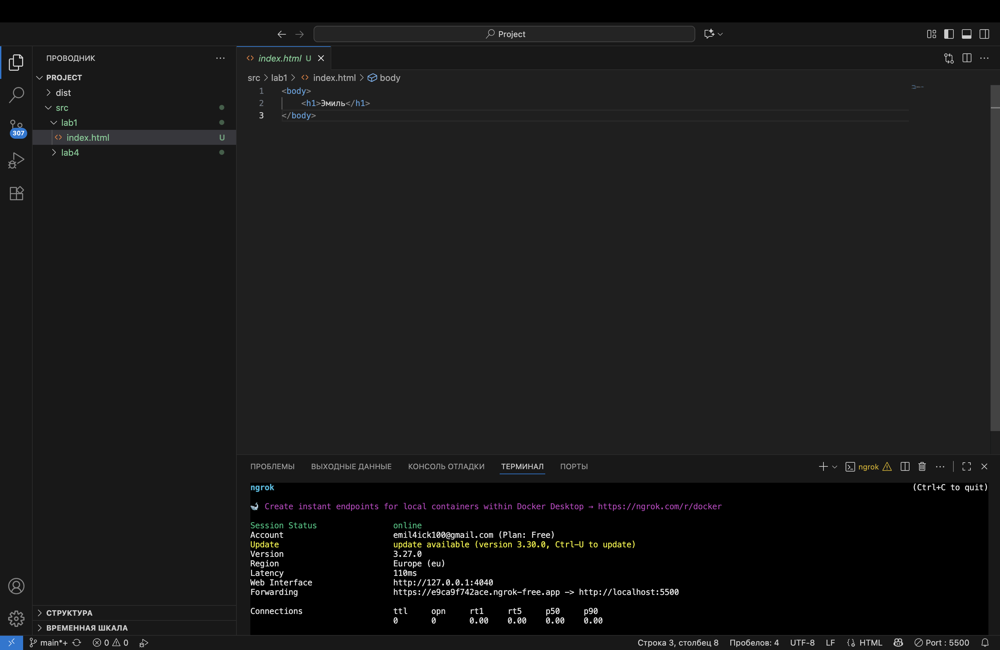 Project
ПРОВОДНИК
PROJECT
dist
src
lab1
index.html U
lab4
307
index.html U
src > lab1 > index.html > body
1 <body>
2 <h1>Эмиль</h1>
3 </body>
ПРОБЛЕМЫ ВЫХОДНЫЕ ДАННЫЕ КОНСОЛЬ ОТЛАДКИ ТЕРМИНАЛ ПОРТЫ
ngrok
ngrok (Ctrl+C to quit)
Create instant endpoints for local containers within Docker Desktop → https://ngrok.com/r/docker
Session Status online
Account emil4ick100@gmail.com (Plan: Free)
Update update available (version 3.30.0, Ctrl-U to update)
Version 3.27.0
Region Europe (eu)
Latency 110ms
Web Interface http://127.0.0.1:4040
Forwarding https://e9ca9f742ace.ngrok-free.app -> http://localhost:5500
Connections ttl opn rt1 rt5 p50 p90
0 0 0.00 0.00 0.00 0.00
СТРУКТУРА
ВРЕМЕННАЯ ШКАЛА
main*+ 0 0 Строка 3, столбец 8 Пробелов: 4 UTF-8 LF HTML Port : 5500